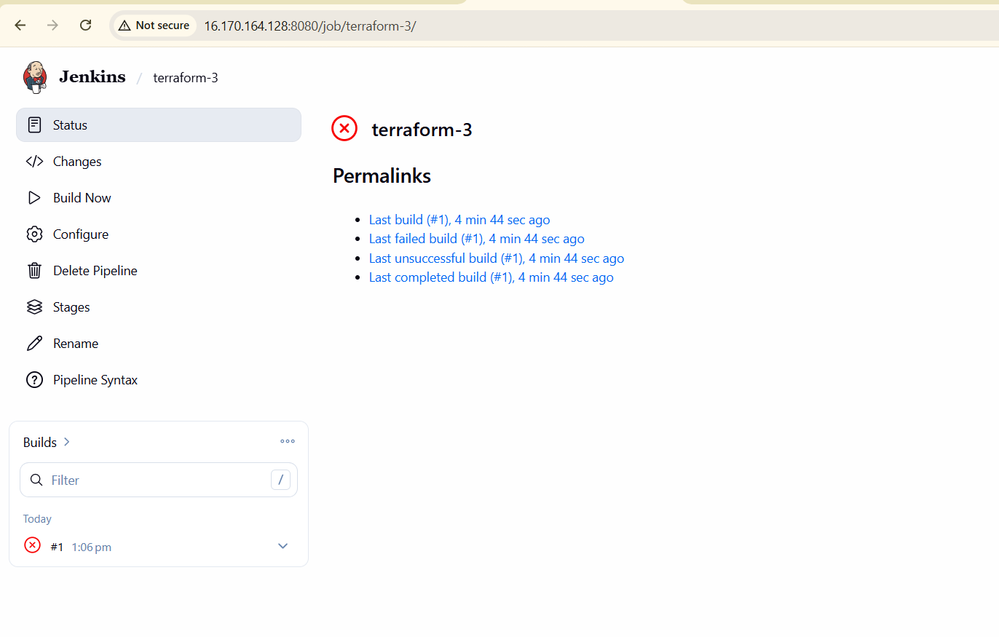 Not secure 16.170.164.128:8080/job/terraform-3/
Jenkins / terraform-3
Status
Changes
Build Now
Configure
Delete Pipeline
Stages
Rename
Pipeline Syntax
Builds
Filter /
Today
#1 1:06 pm
terraform-3
Permalinks
Last build (#1), 4 min 44 sec ago
Last failed build (#1), 4 min 44 sec ago
Last unsuccessful build (#1), 4 min 44 sec ago
Last completed build (#1), 4 min 44 sec ago